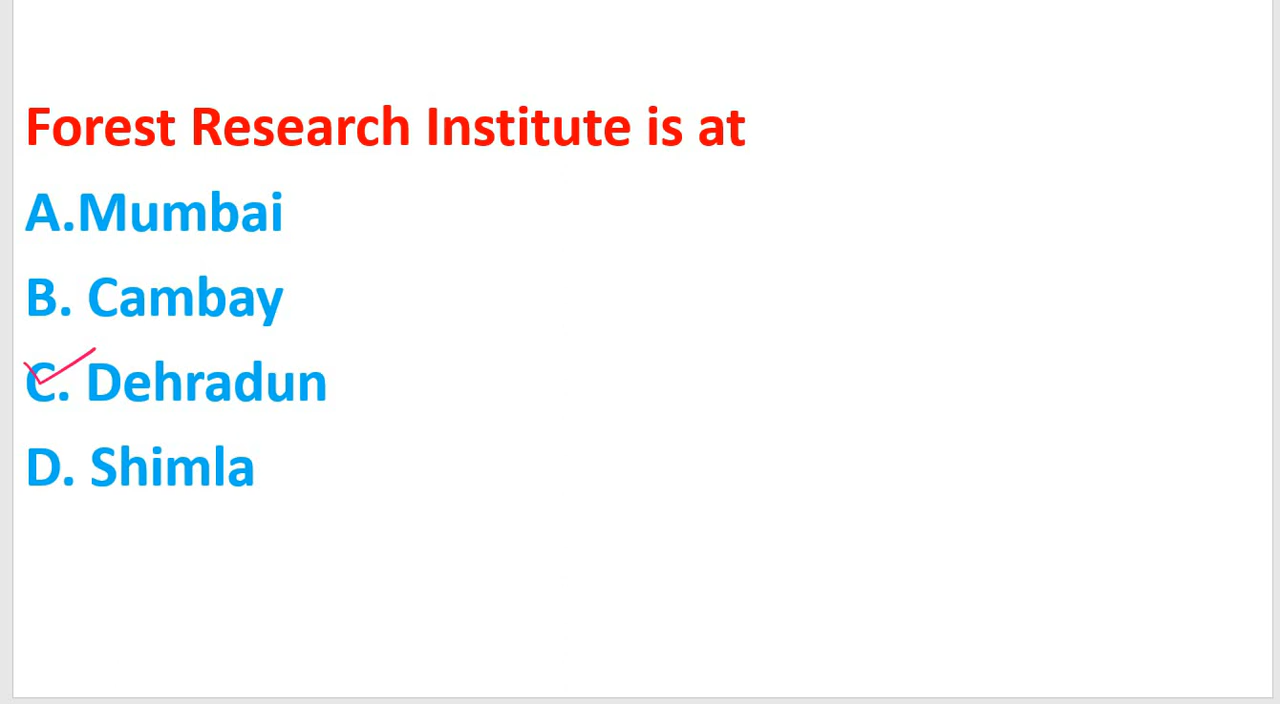 Forest Research Institute is at
A.Mumbai
B. Cambay
C. Dehradun
D. Shimla